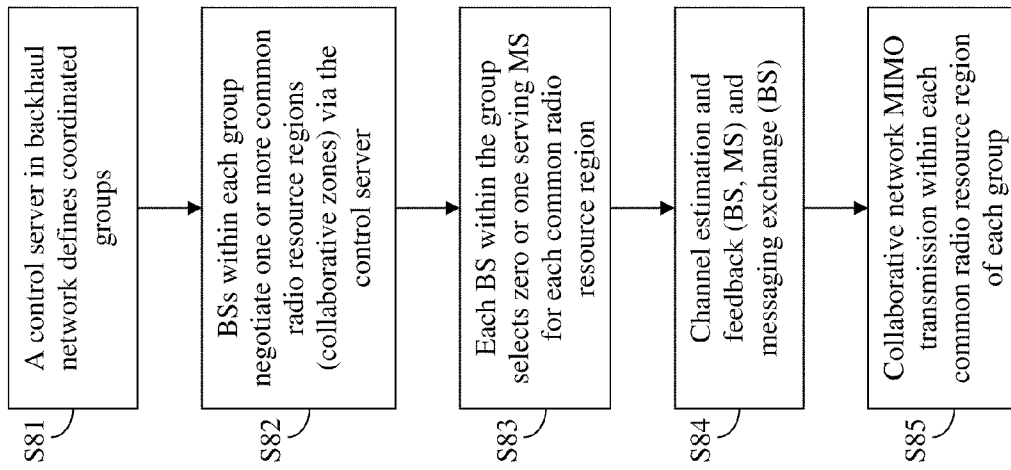 S81
A control server in backhaul
network defines coordinated
groups
S82
BSs within each group
negotiate one or more common
radio resource regions
(collaborative zones) via the
control server
S83
Each BS within the group
selects zero or one serving MS
for each common radio
resource region
S84
Channel estimation and
feedback (BS, MS) and
messaging exchange (BS)
S85
Collaborative network MIMO
transmission within each
common radio resource region
of each group